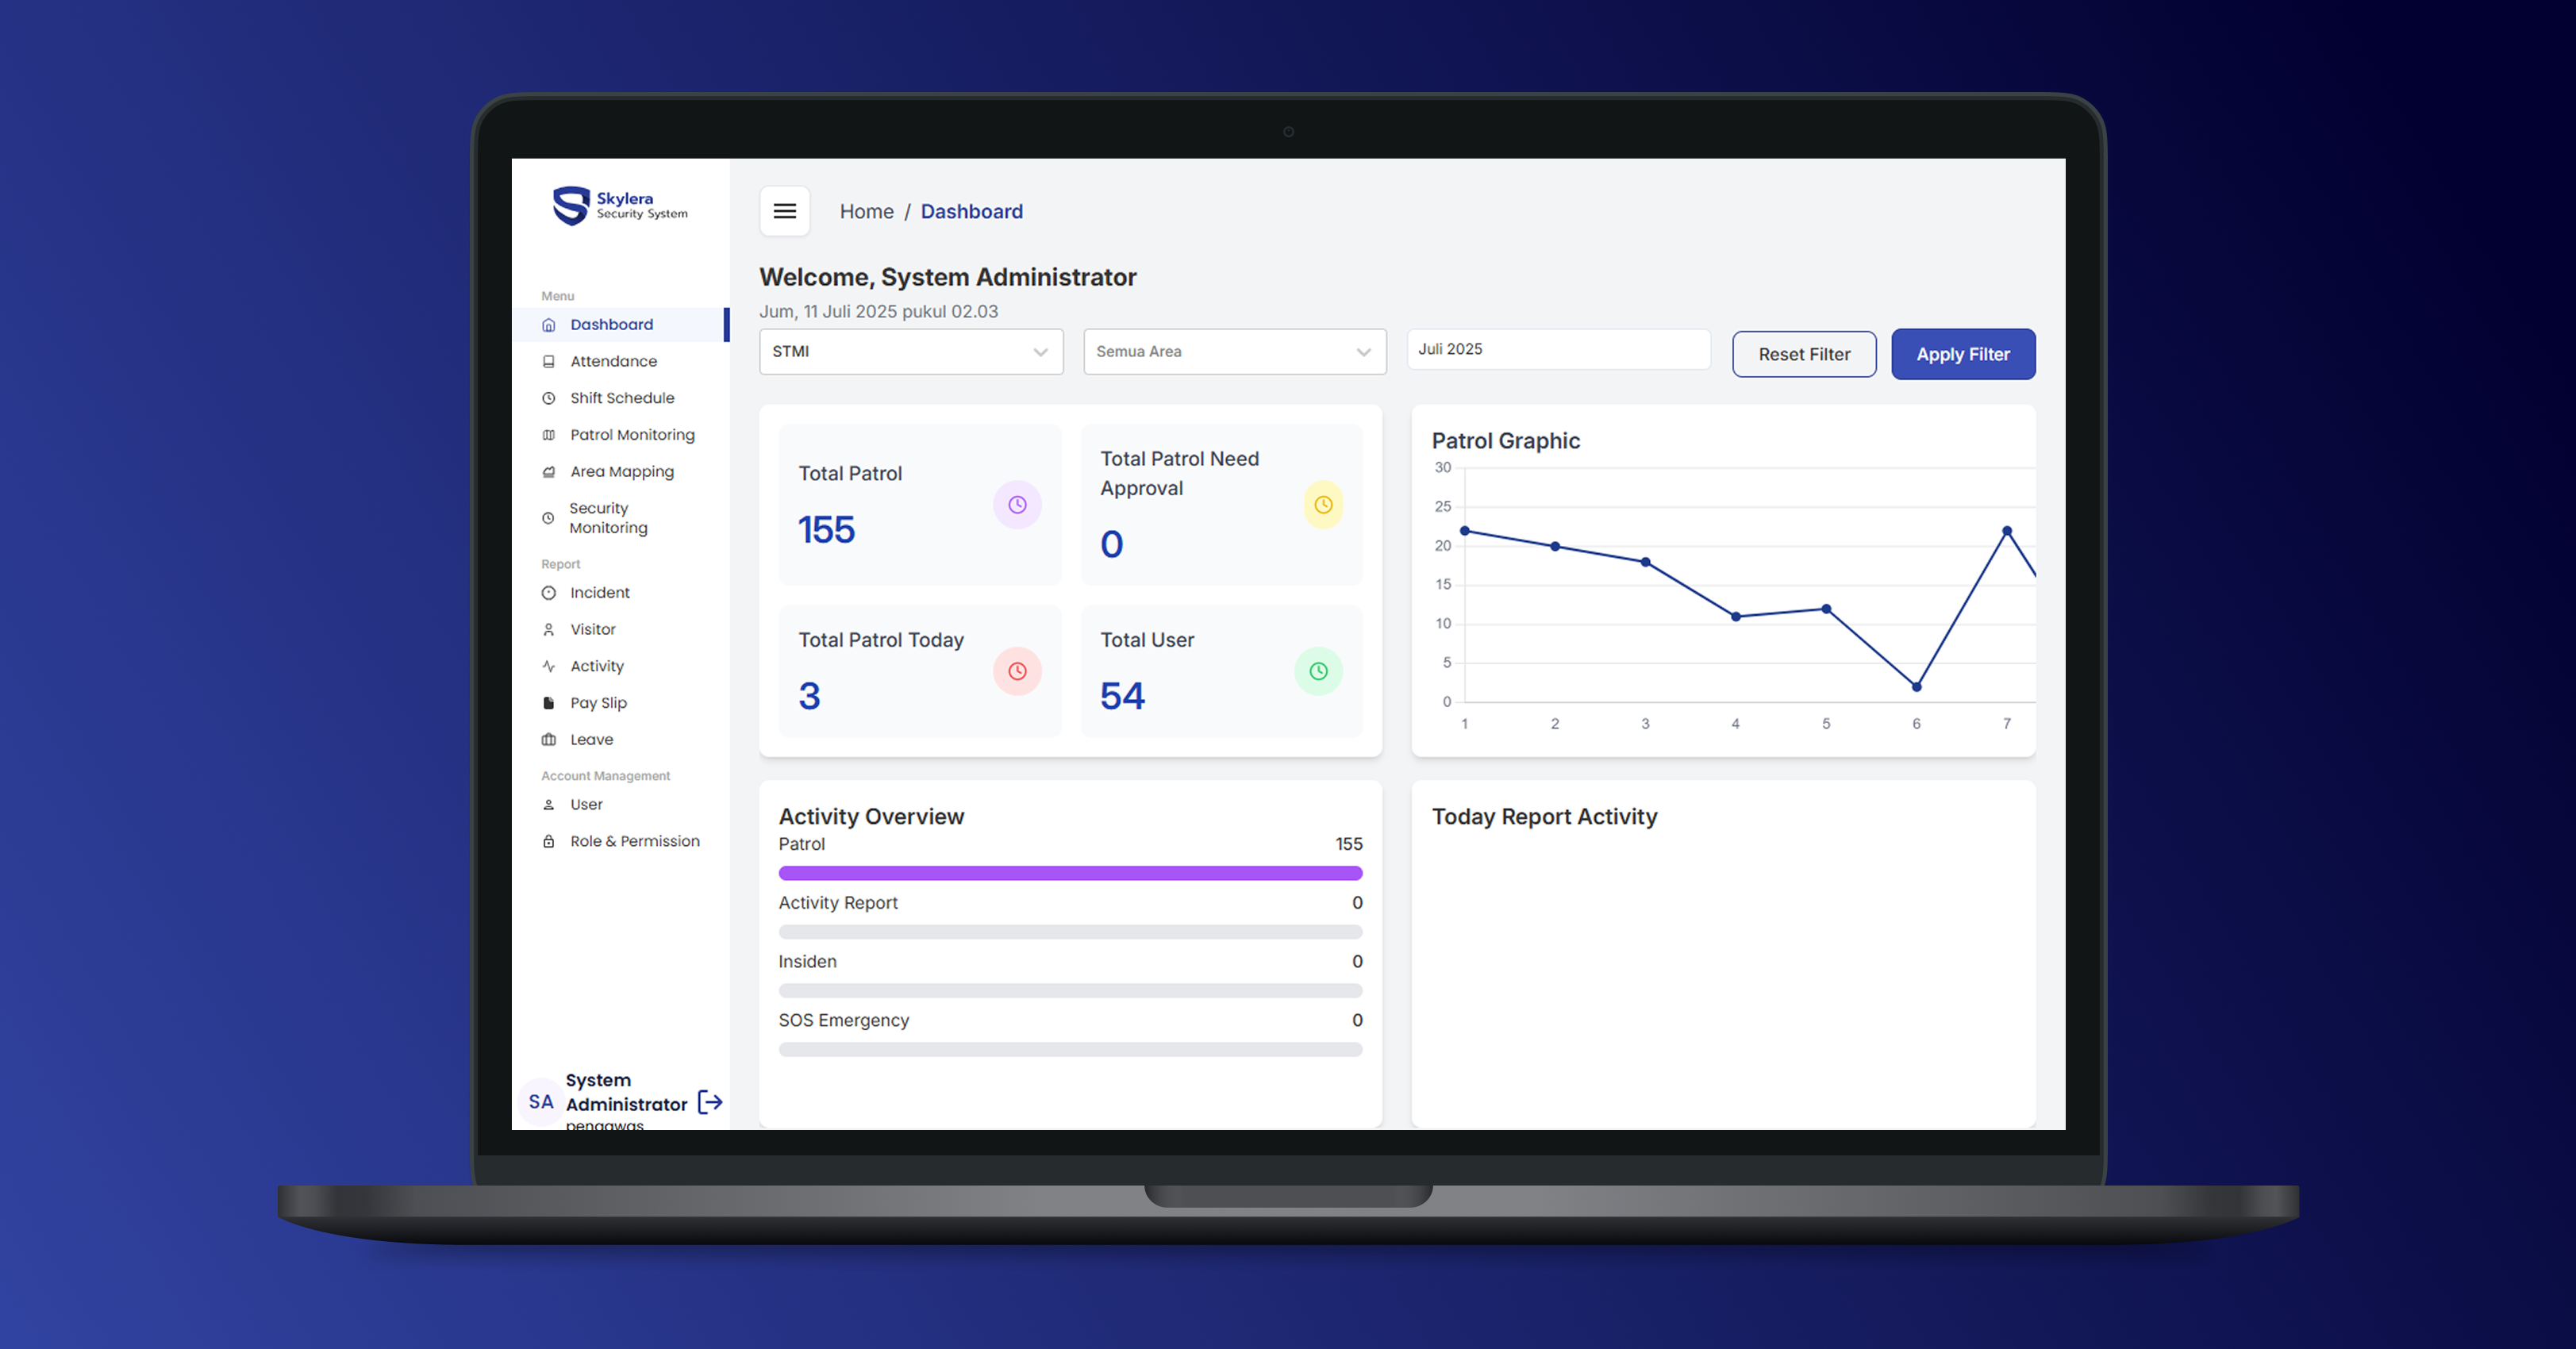 Skylera
Security System
Menu
Dashboard
Attendance
Shift Schedule
Patrol Monitoring
Area Mapping
Security
Monitoring
Report
Incident
Visitor
Activity
Pay Slip
Leave
Account Management
User
Role & Permission
SA
System
Administrator
pengawas
Home / Dashboard
Welcome, System Administrator
Jum, 11 Juli 2025 pukul 02.03
STMI
Semua Area
Juli 2025
Reset Filter
Apply Filter
Total Patrol
155
Total Patrol Need
Approval
0
Total Patrol Today
3
Total User
54
Patrol Graphic
30
25
20
15
10
5
0
1 2 3 4 5 6 7
Activity Overview
Patrol 155
Activity Report 0
Insiden 0
SOS Emergency 0
Today Report Activity